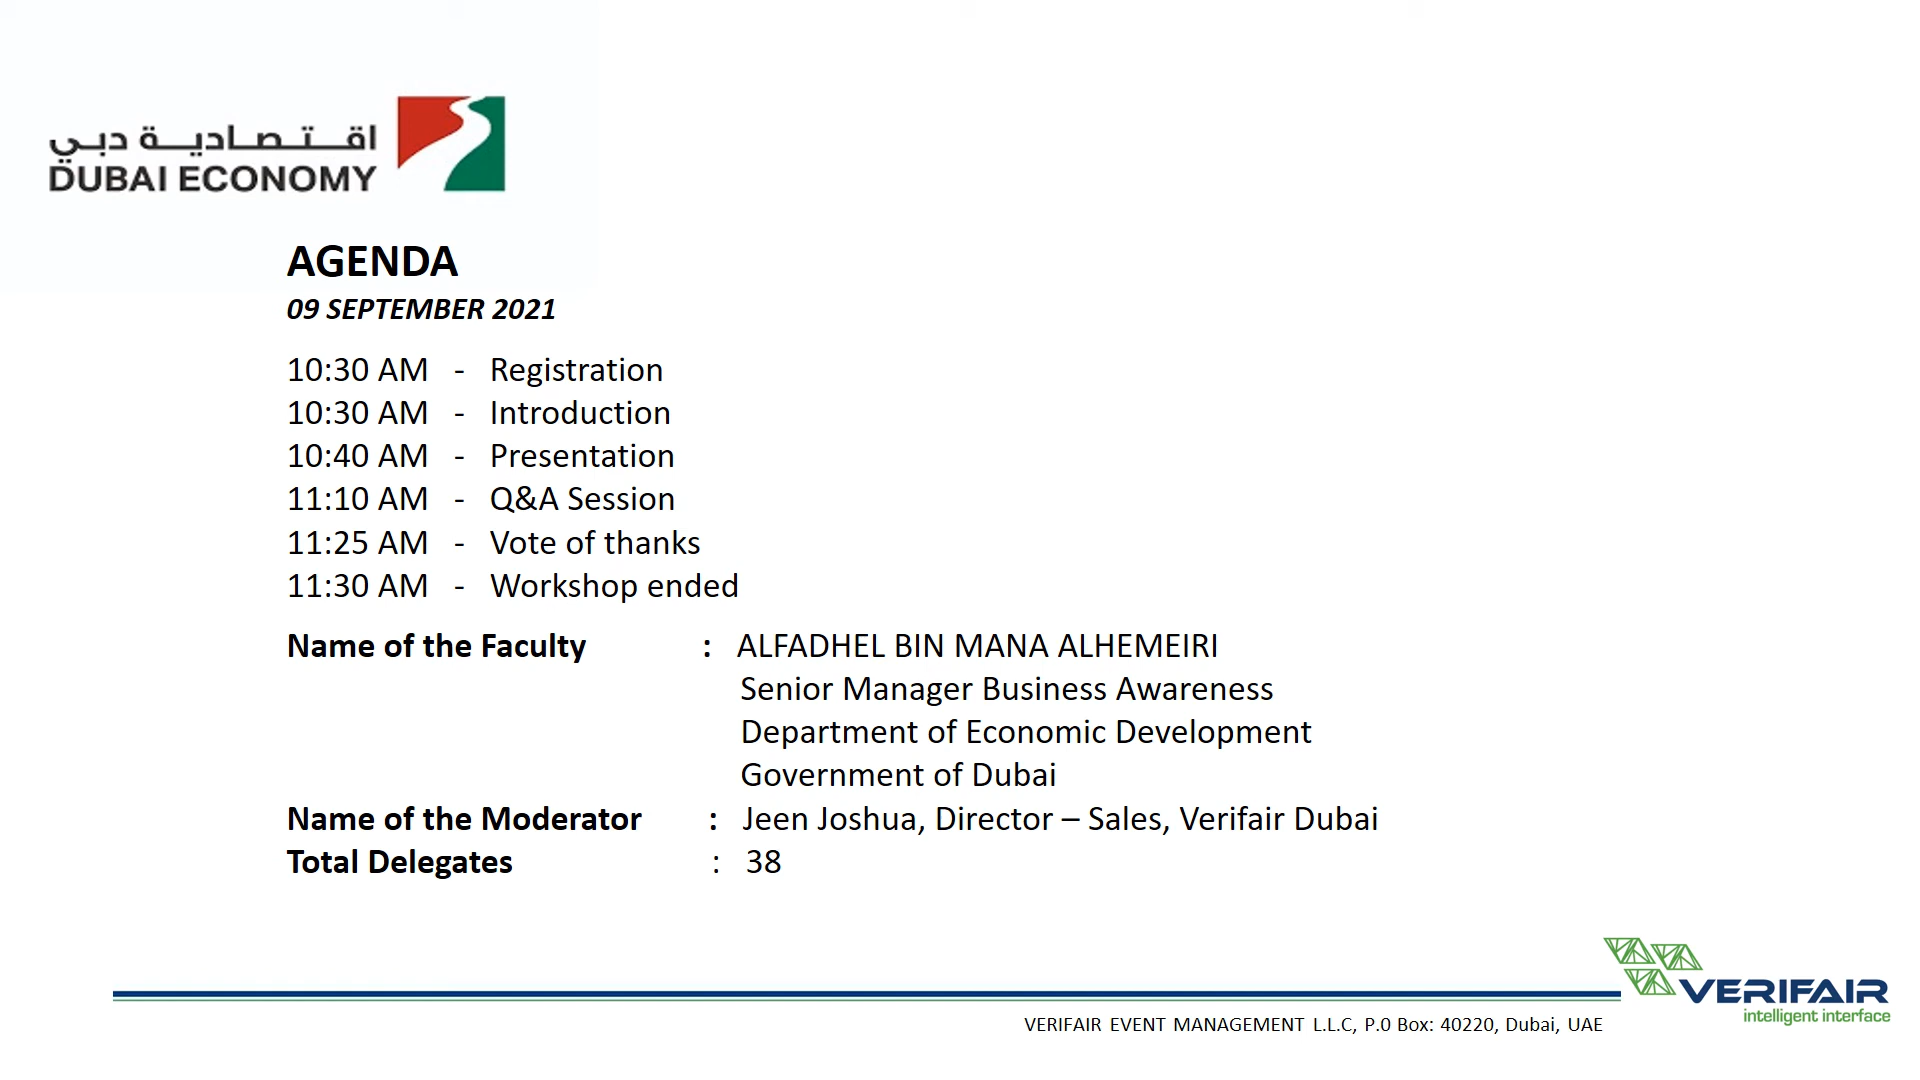 اقتصادية دبي
DUBAI ECONOMY
AGENDA
09 SEPTEMBER 2021
10:30 AM - Registration
10:30 AM - Introduction
10:40 AM - Presentation
11:10 AM - Q&A Session
11:25 AM - Vote of thanks
11:30 AM - Workshop ended
Name of the Faculty : ALFADHEL BIN MANA ALHEMEIRI
Senior Manager Business Awareness
Department of Economic Development
Government of Dubai
Name of the Moderator : Jeen Joshua, Director – Sales, Verifair Dubai
Total Delegates : 38
VERIFAIR
intelligent interface
VERIFAIR EVENT MANAGEMENT L.L.C, P.0 Box: 40220, Dubai, UAE